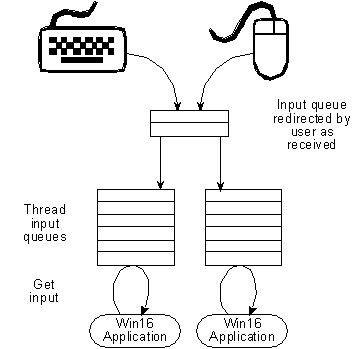 Input queue
redirected by
user as
received
Thread
input
queues
Get
input
Win16
Application
Win16
Application